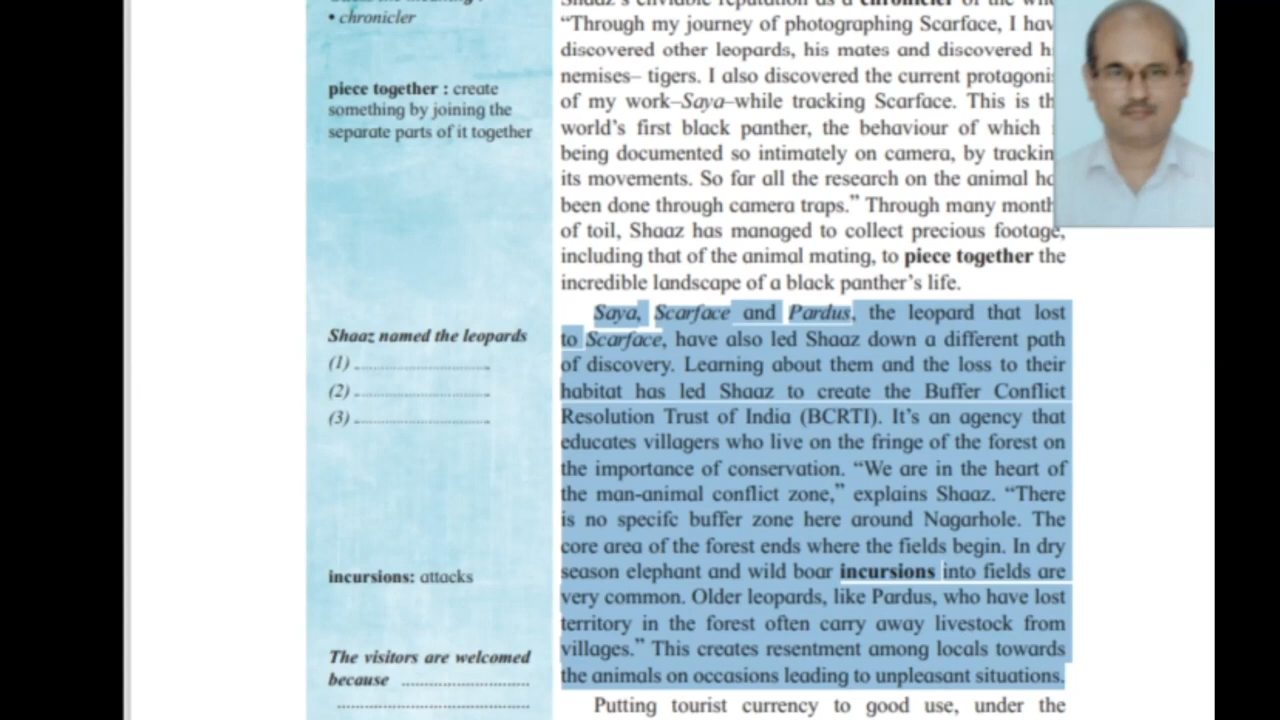 • chronicler
piece together : create
something by joining the
separate parts of it together
Shaaz named the leopards
(1)
(2)
(3)
incursions: attacks
The visitors are welcomed
because
"Through my journey of photographing Scarface, I hav
discovered other leopards, his mates and discovered h
nemises– tigers. I also discovered the current protagoni
of my work–Saya–while tracking Scarface. This is th
world's first black panther, the behaviour of which
being documented so intimately on camera, by trackin
its movements. So far all the research on the animal ha
been done through camera traps." Through many month
of toil, Shaaz has managed to collect precious footage,
including that of the animal mating, to piece together the
incredible landscape of a black panther's life.
Saya, Scarface and Pardus, the leopard that lost
to Scarface, have also led Shaaz down a different path
of discovery. Learning about them and the loss to their
habitat has led Shaaz to create the Buffer Conflict
Resolution Trust of India (BCRTI). It's an agency that
educates villagers who live on the fringe of the forest on
the importance of conservation. "We are in the heart of
the man-animal conflict zone," explains Shaaz. "There
is no specifc buffer zone here around Nagarhole. The
core area of the forest ends where the fields begin. In dry
season elephant and wild boar incursions into fields are
very common. Older leopards, like Pardus, who have lost
territory in the forest often carry away livestock from
villages." This creates resentment among locals towards
the animals on occasions leading to unpleasant situations.
Putting tourist currency to good use, under the